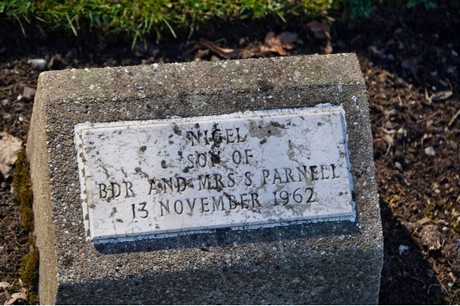 NIGEL
SON OF
BDR AND MRS S PARNELL
13 NOVEMBER 1962